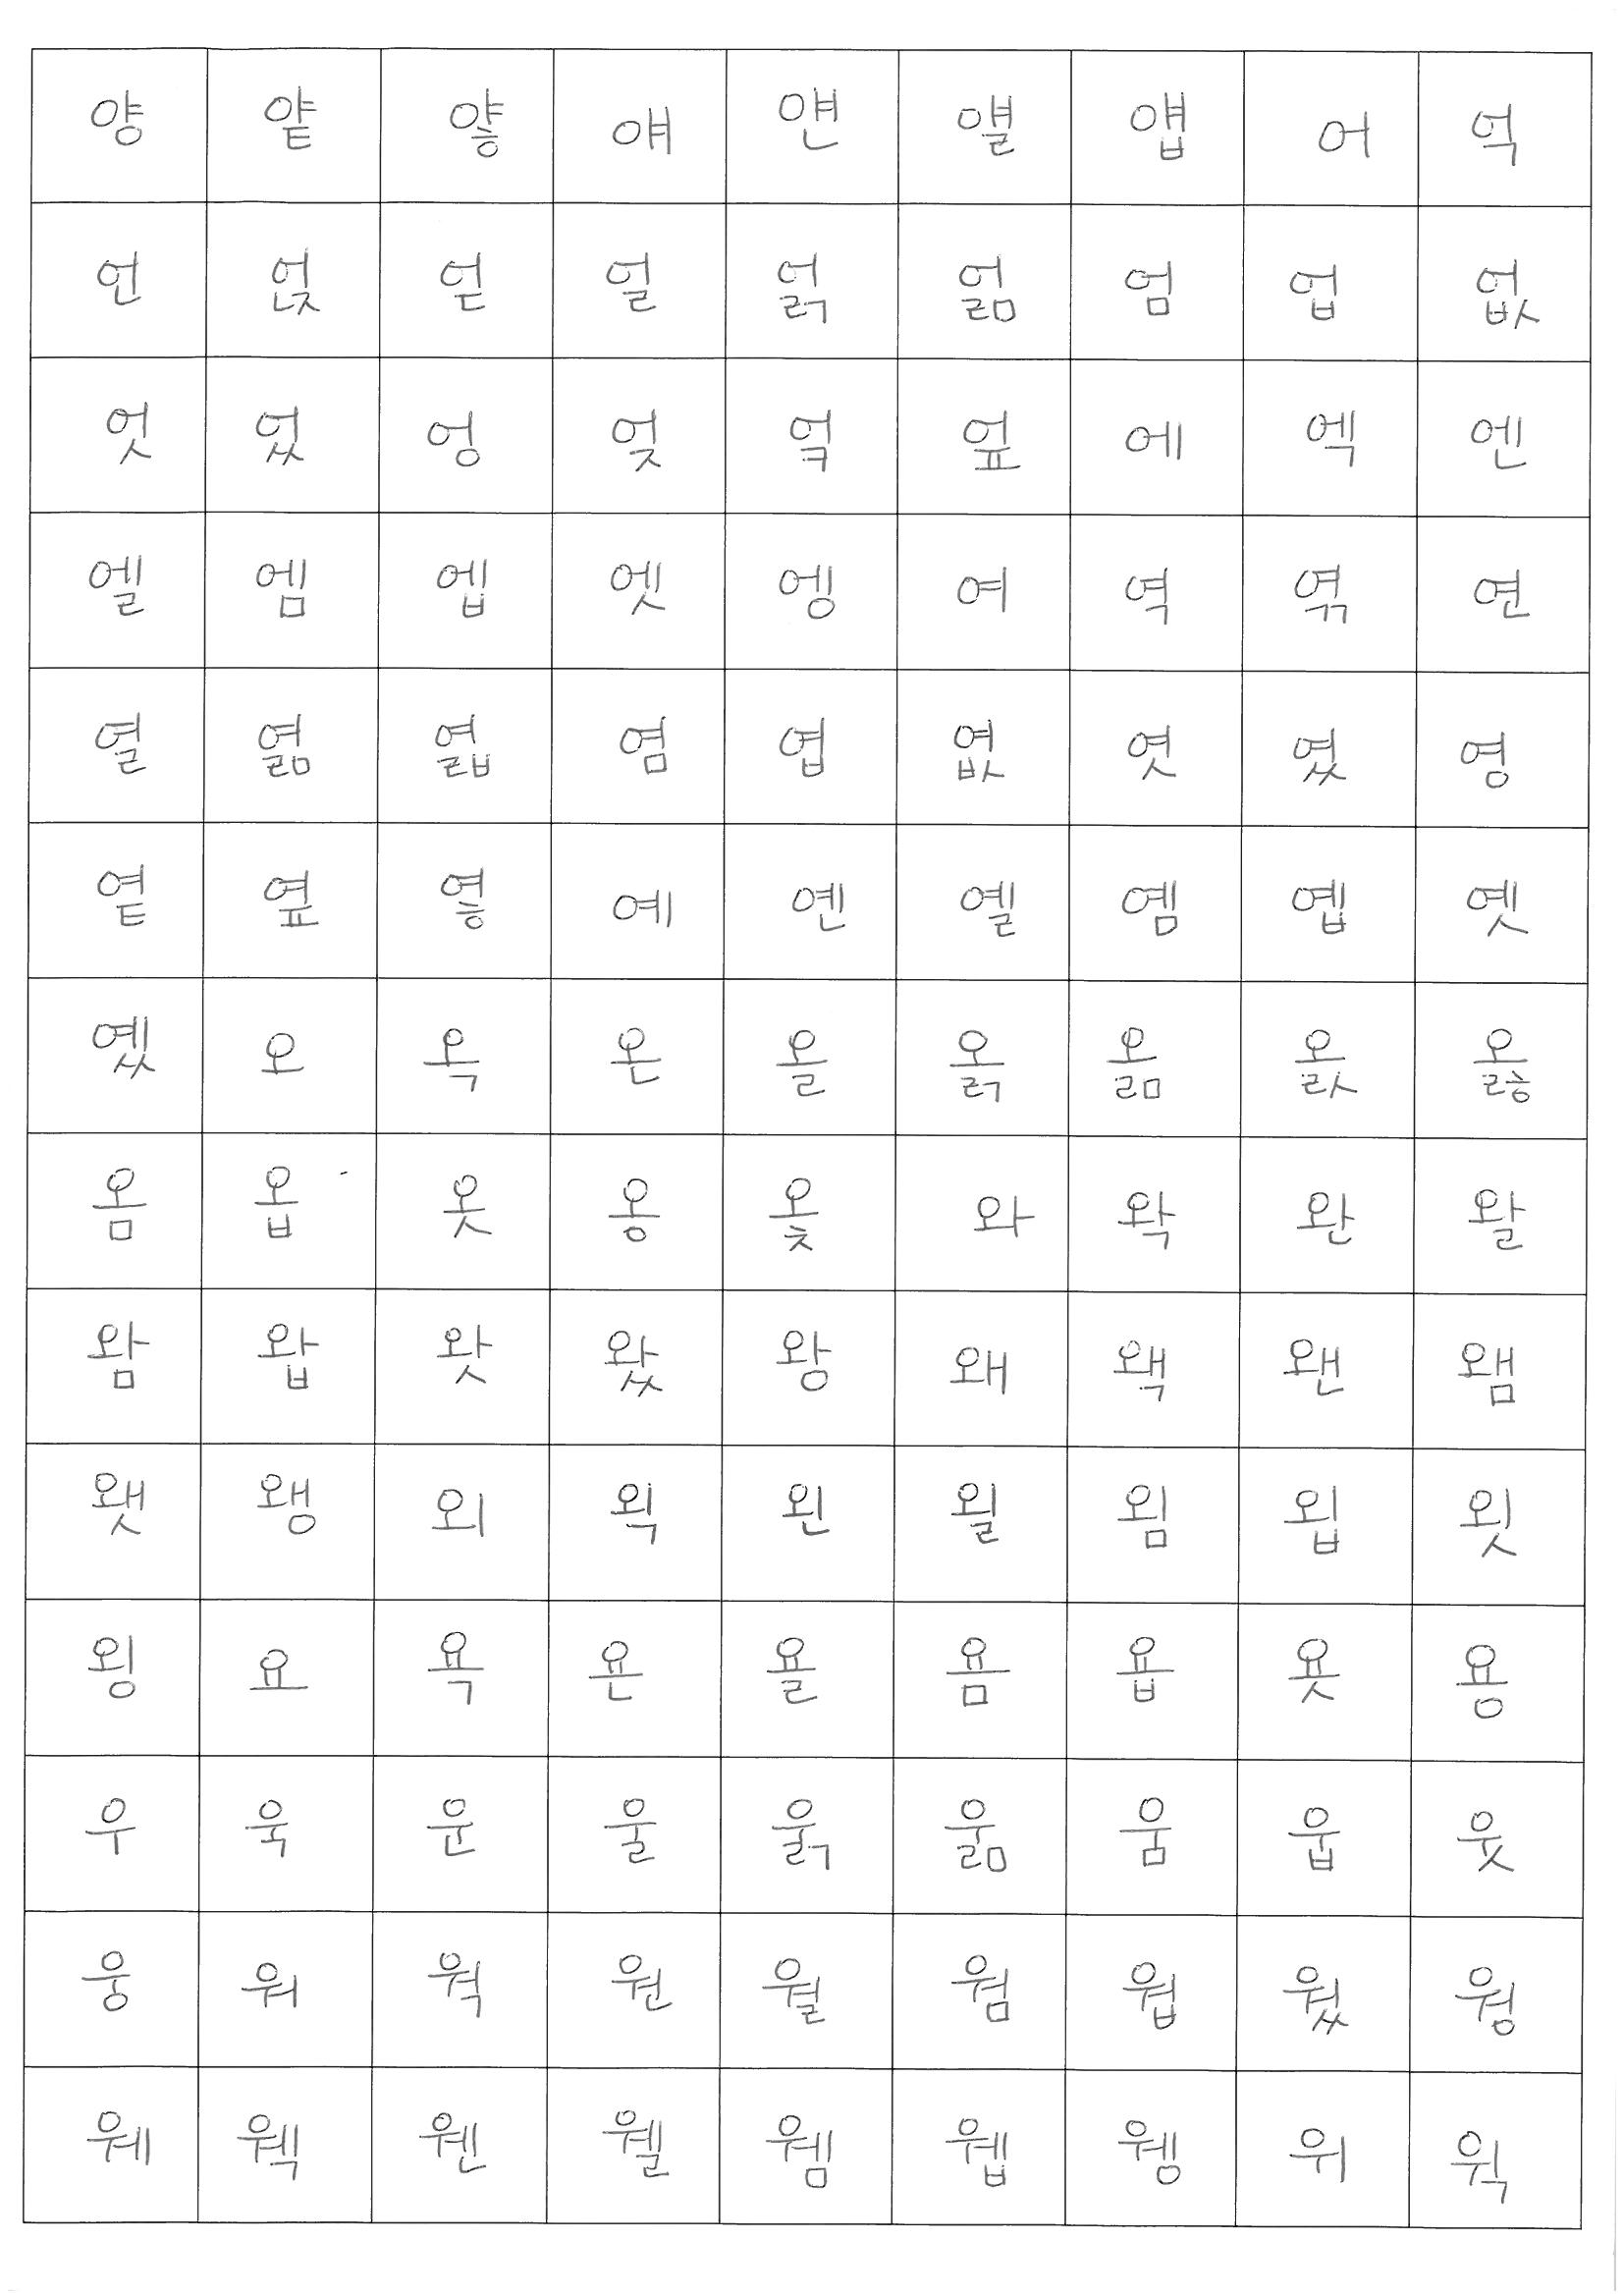 양 얕 얗 얘 얜 얠 얩 어 억
언 얹 얻 얼 얽 얾 엄 업 없
엇 었 엉 엊 엌 엎 에 엑 엔
엘 엠 엡 엣 엥 여 역 엮 연
열 엶 엷 염 엽 엾 엿 였 영
옅 옆 옇 예 옌 옐 옘 옙 옛
옜 오 옥 온 올 옭 옮 옰 옳
옴 옵 옷 옹 옻 와 왁 완 왈
왐 왑 왓 왔 왕 왜 왝 왠 왬
왯 왱 외 왹 왼 욀 욈 욉 욋
욍 요 욕 욘 욜 욤 욥 욧 용
우 욱 운 울 욹 욺 움 웁 웃
웅 워 웍 원 월 웜 웝 웠 웡
웨 웩 웬 웰 웸 웹 웽 위 윅